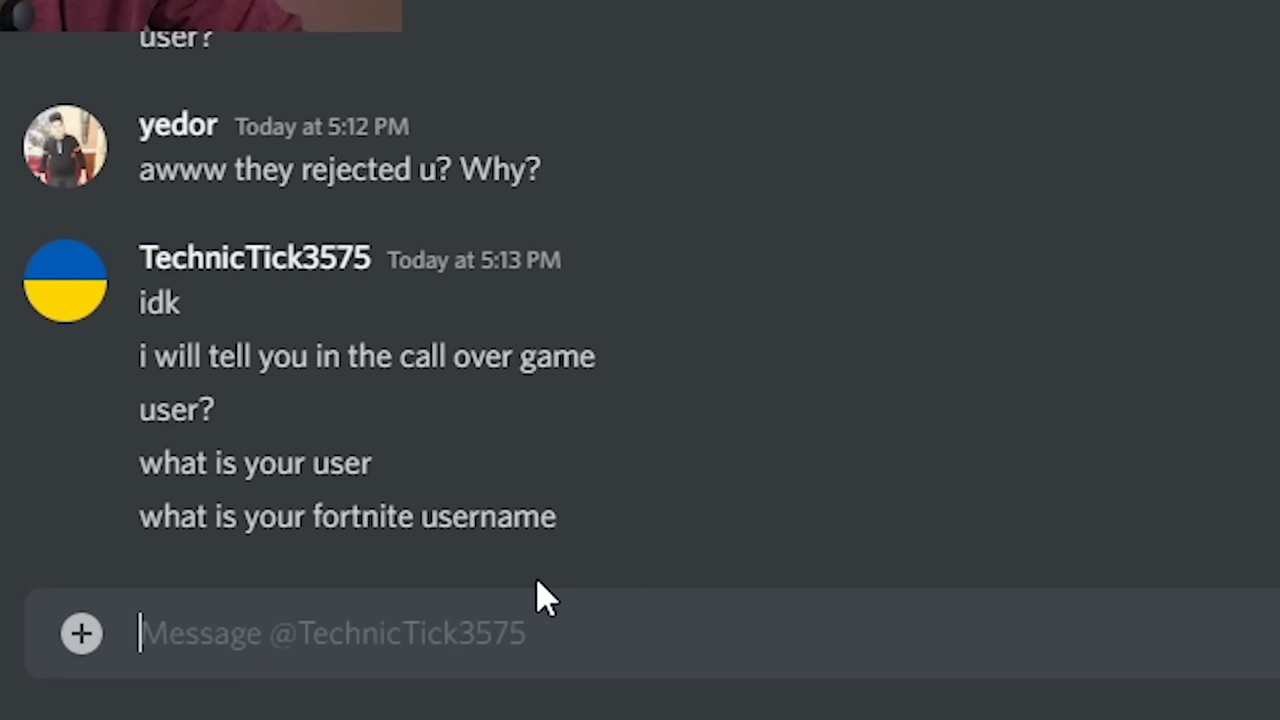 user?
yedor Today at 5:12 PM
awww they rejected u? Why?
TechnicTick3575 Today at 5:13 PM
idk
i will tell you in the call over game
user?
what is your user
what is your fortnite username
Message @TechnicTick3575